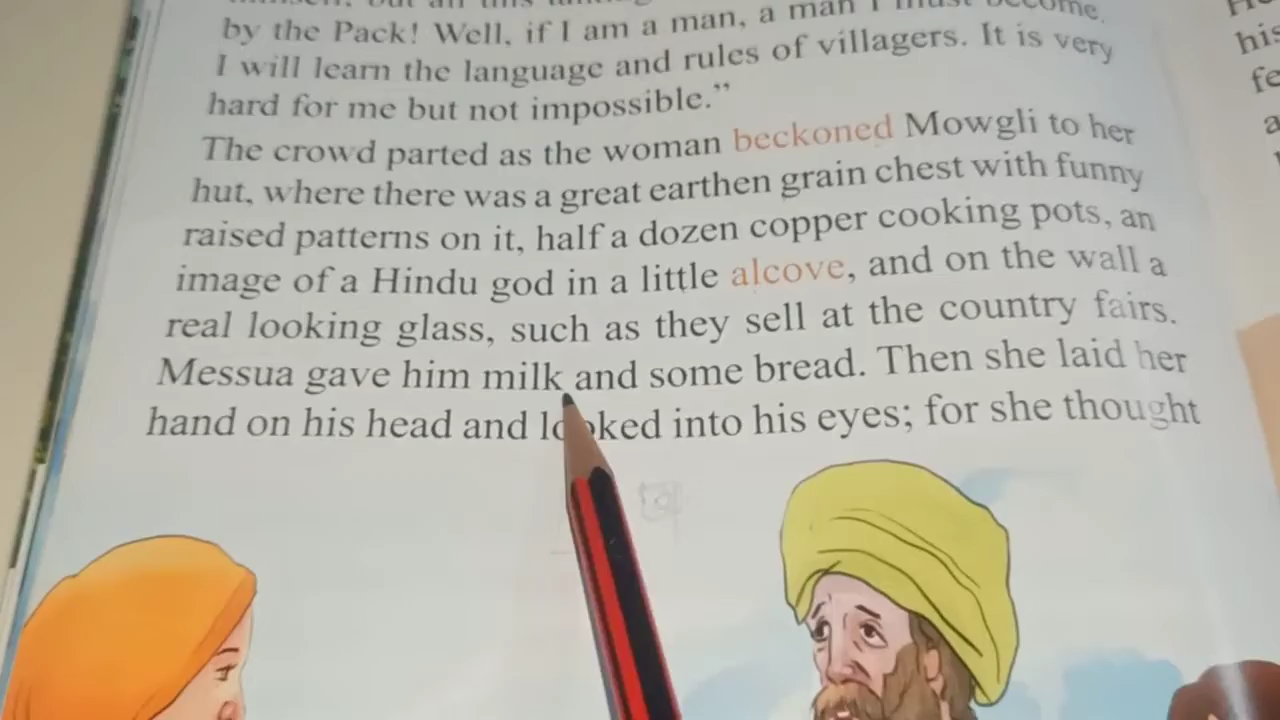 by the Pack! Well, if I am a man, a man I must become.
I will learn the language and rules of villagers. It is very
hard for me but not impossible.”
The crowd parted as the woman beckoned Mowgli to her
hut, where there was a great earthen grain chest with funny
raised patterns on it, half a dozen copper cooking pots, an
image of a Hindu god in a little alcove, and on the wall a
real looking glass, such as they sell at the country fairs.
Messua gave him milk and some bread. Then she laid her
hand on his head and looked into his eyes; for she thought
his